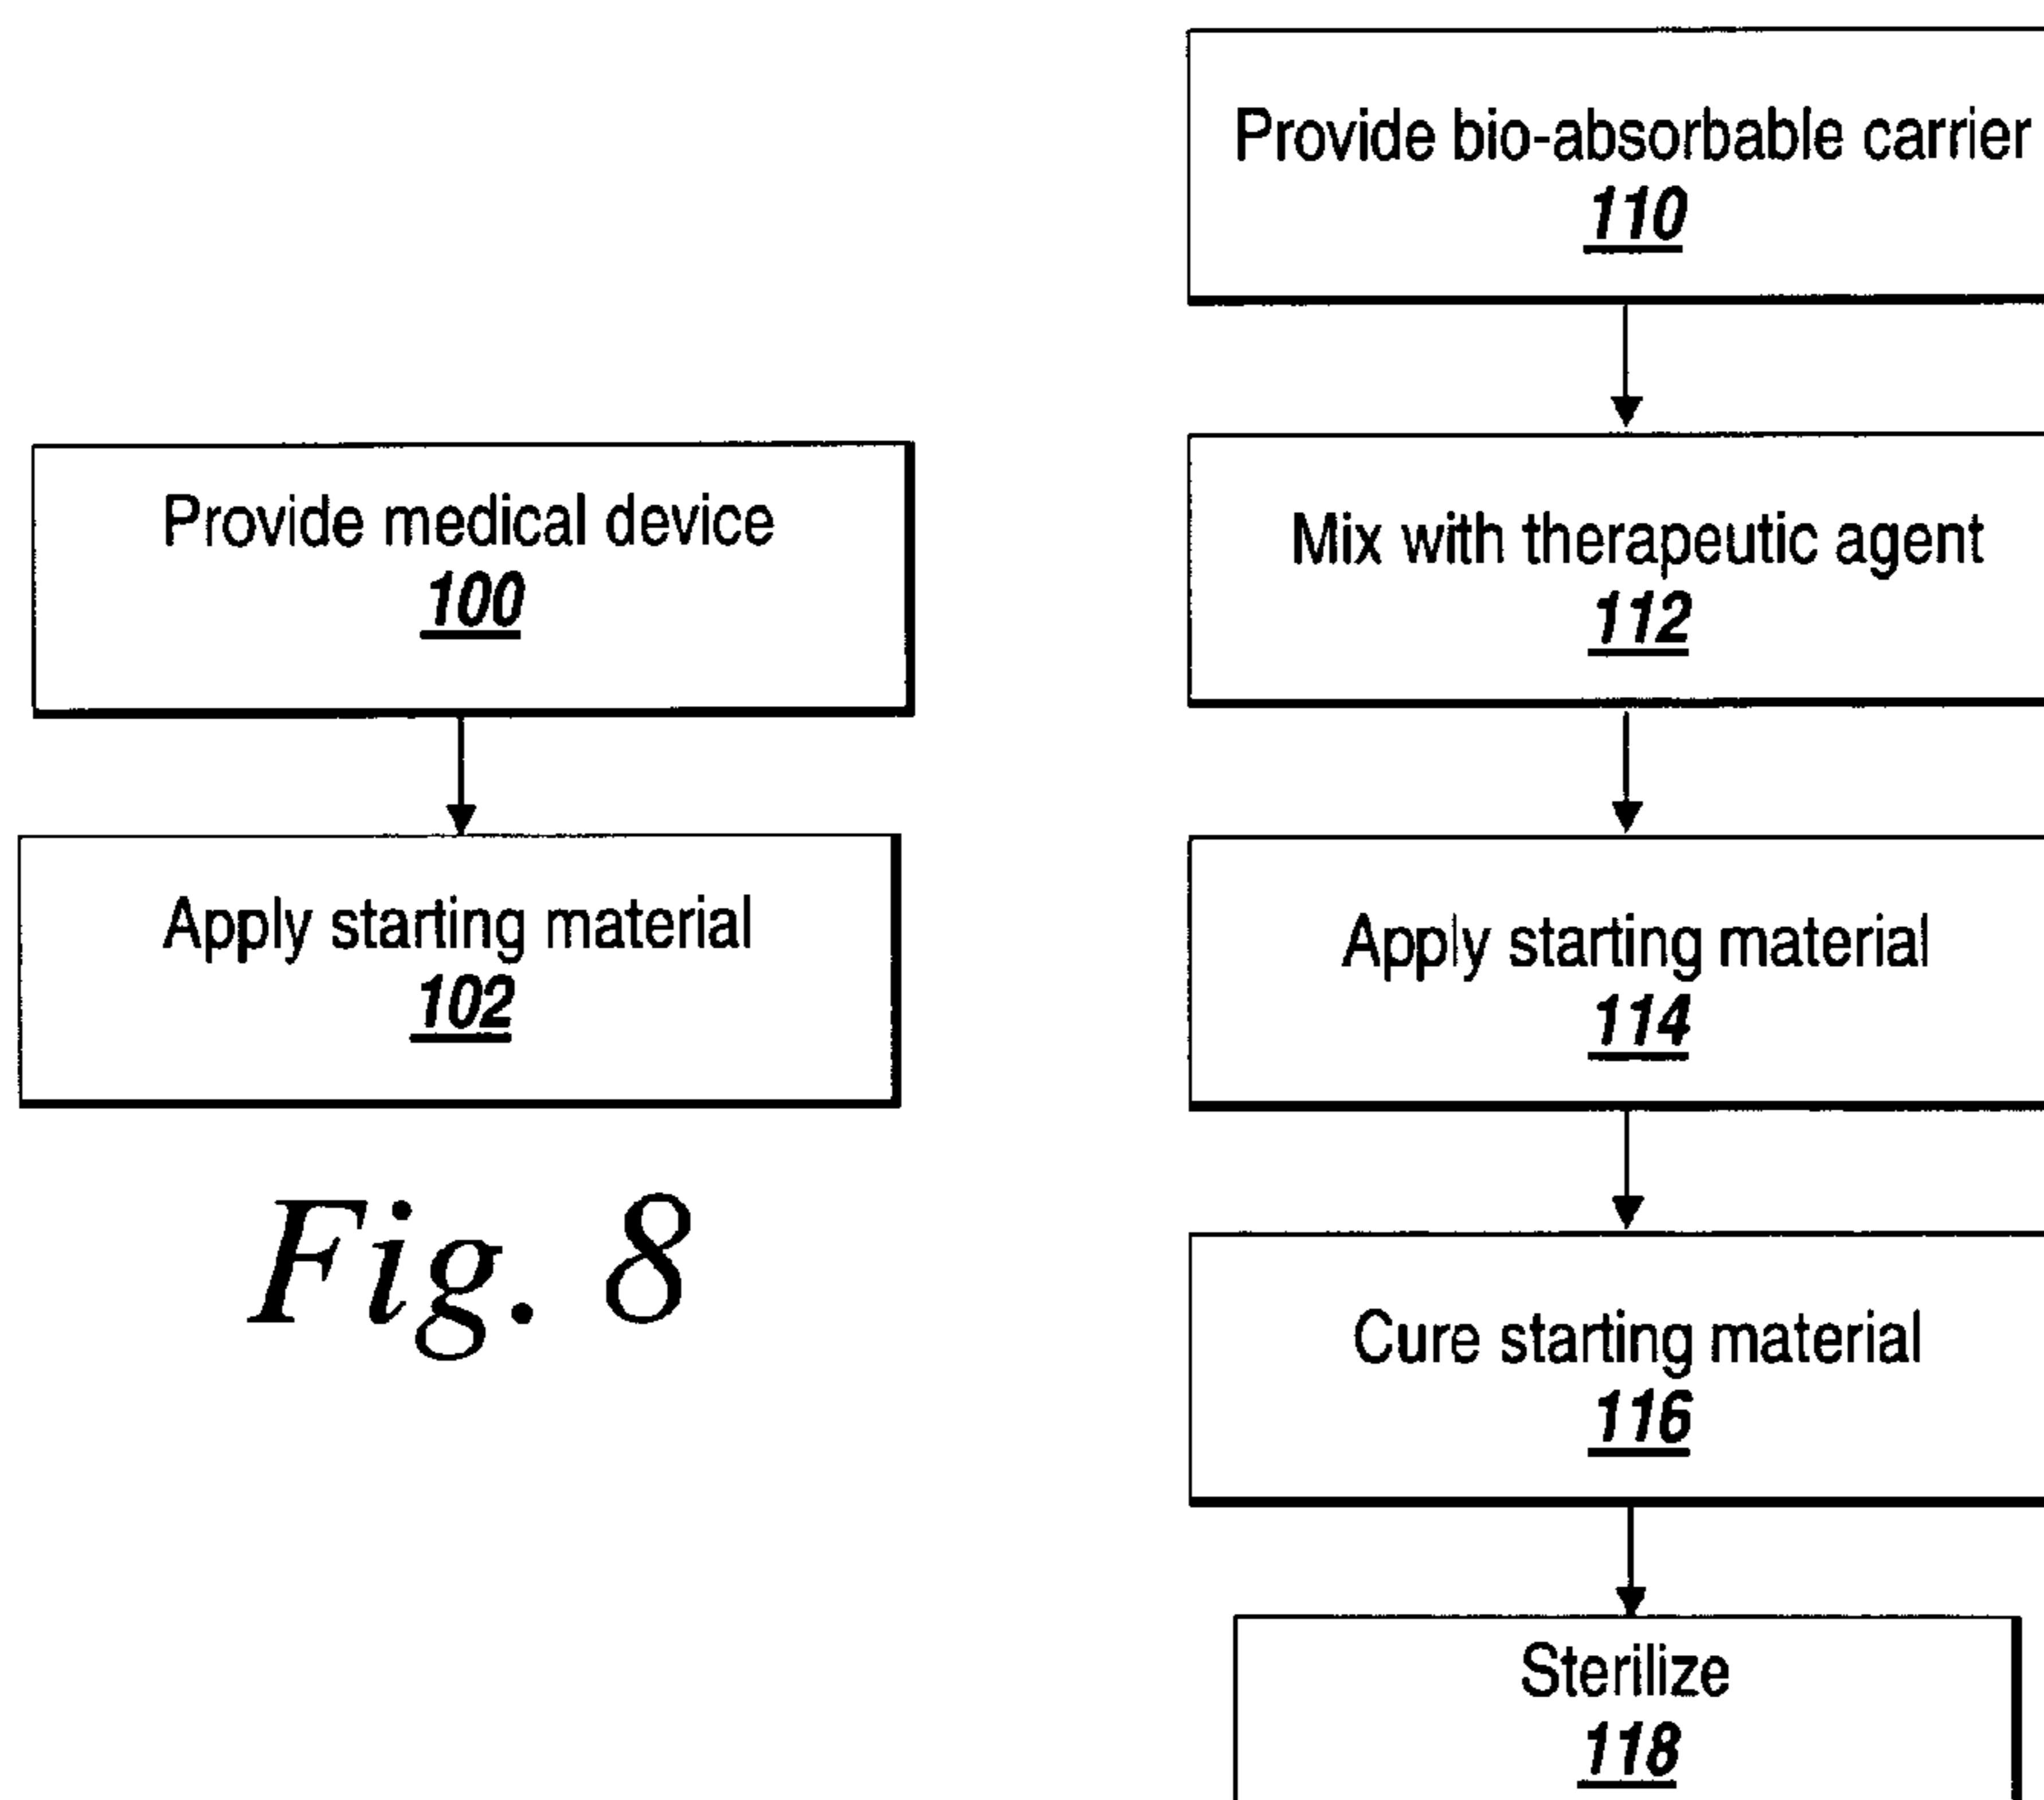 Provide medical device
100
Apply starting material
102
Fig. 8
Provide bio-absorbable carrier
110
Mix with therapeutic agent
112
Apply starting material
114
Cure starting material
116
Sterilize
118